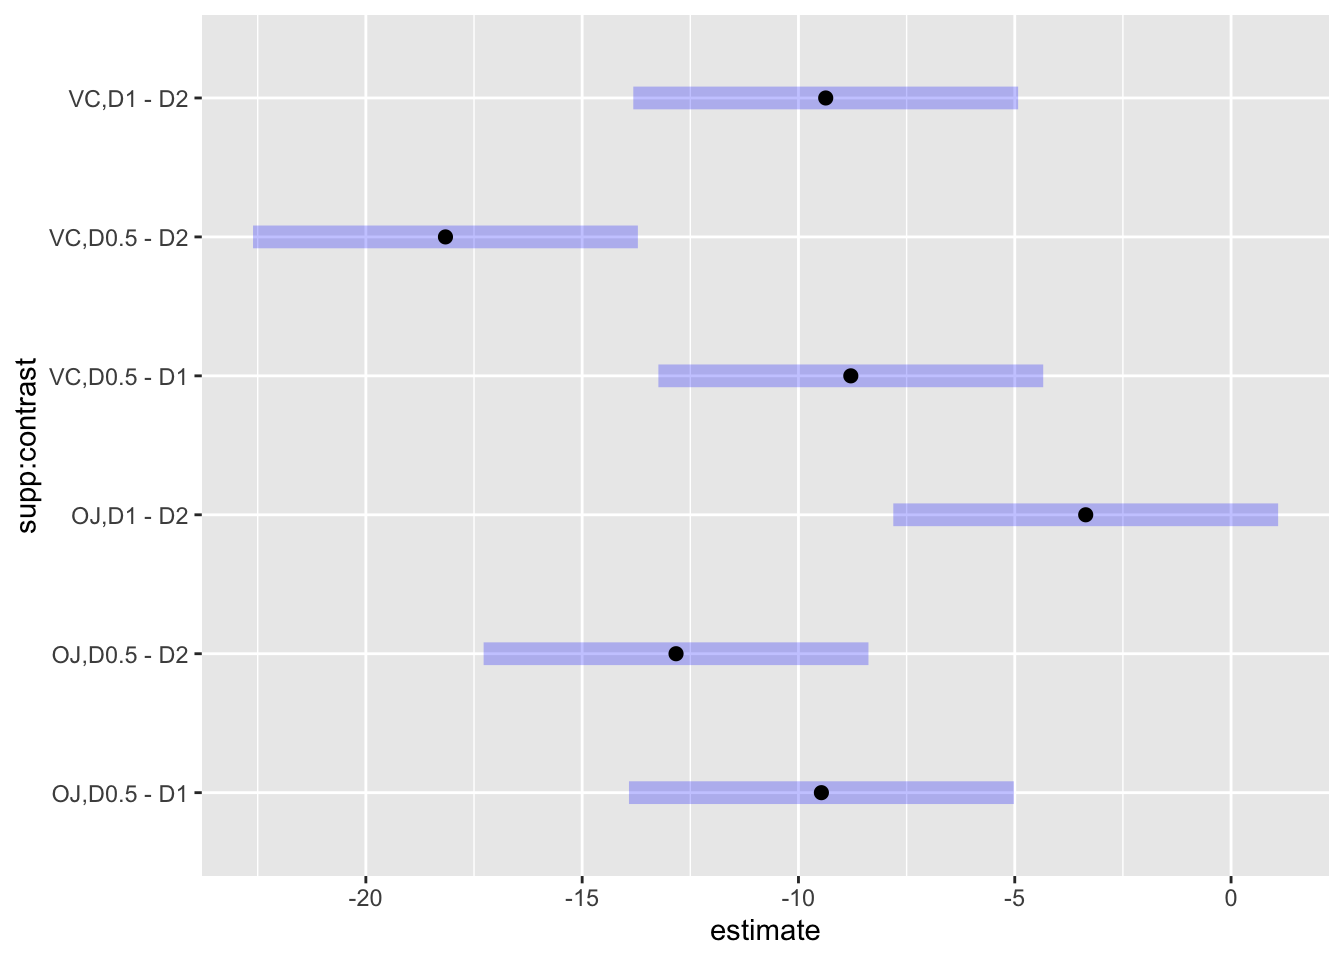 VC,D1 - D2
VC,D0.5 - D2
VC,D0.5 - D1
OJ,D1 - D2
OJ,D0.5 - D2
OJ,D0.5 - D1
supp:contrast
-20 -15 -10 -5 0
estimate